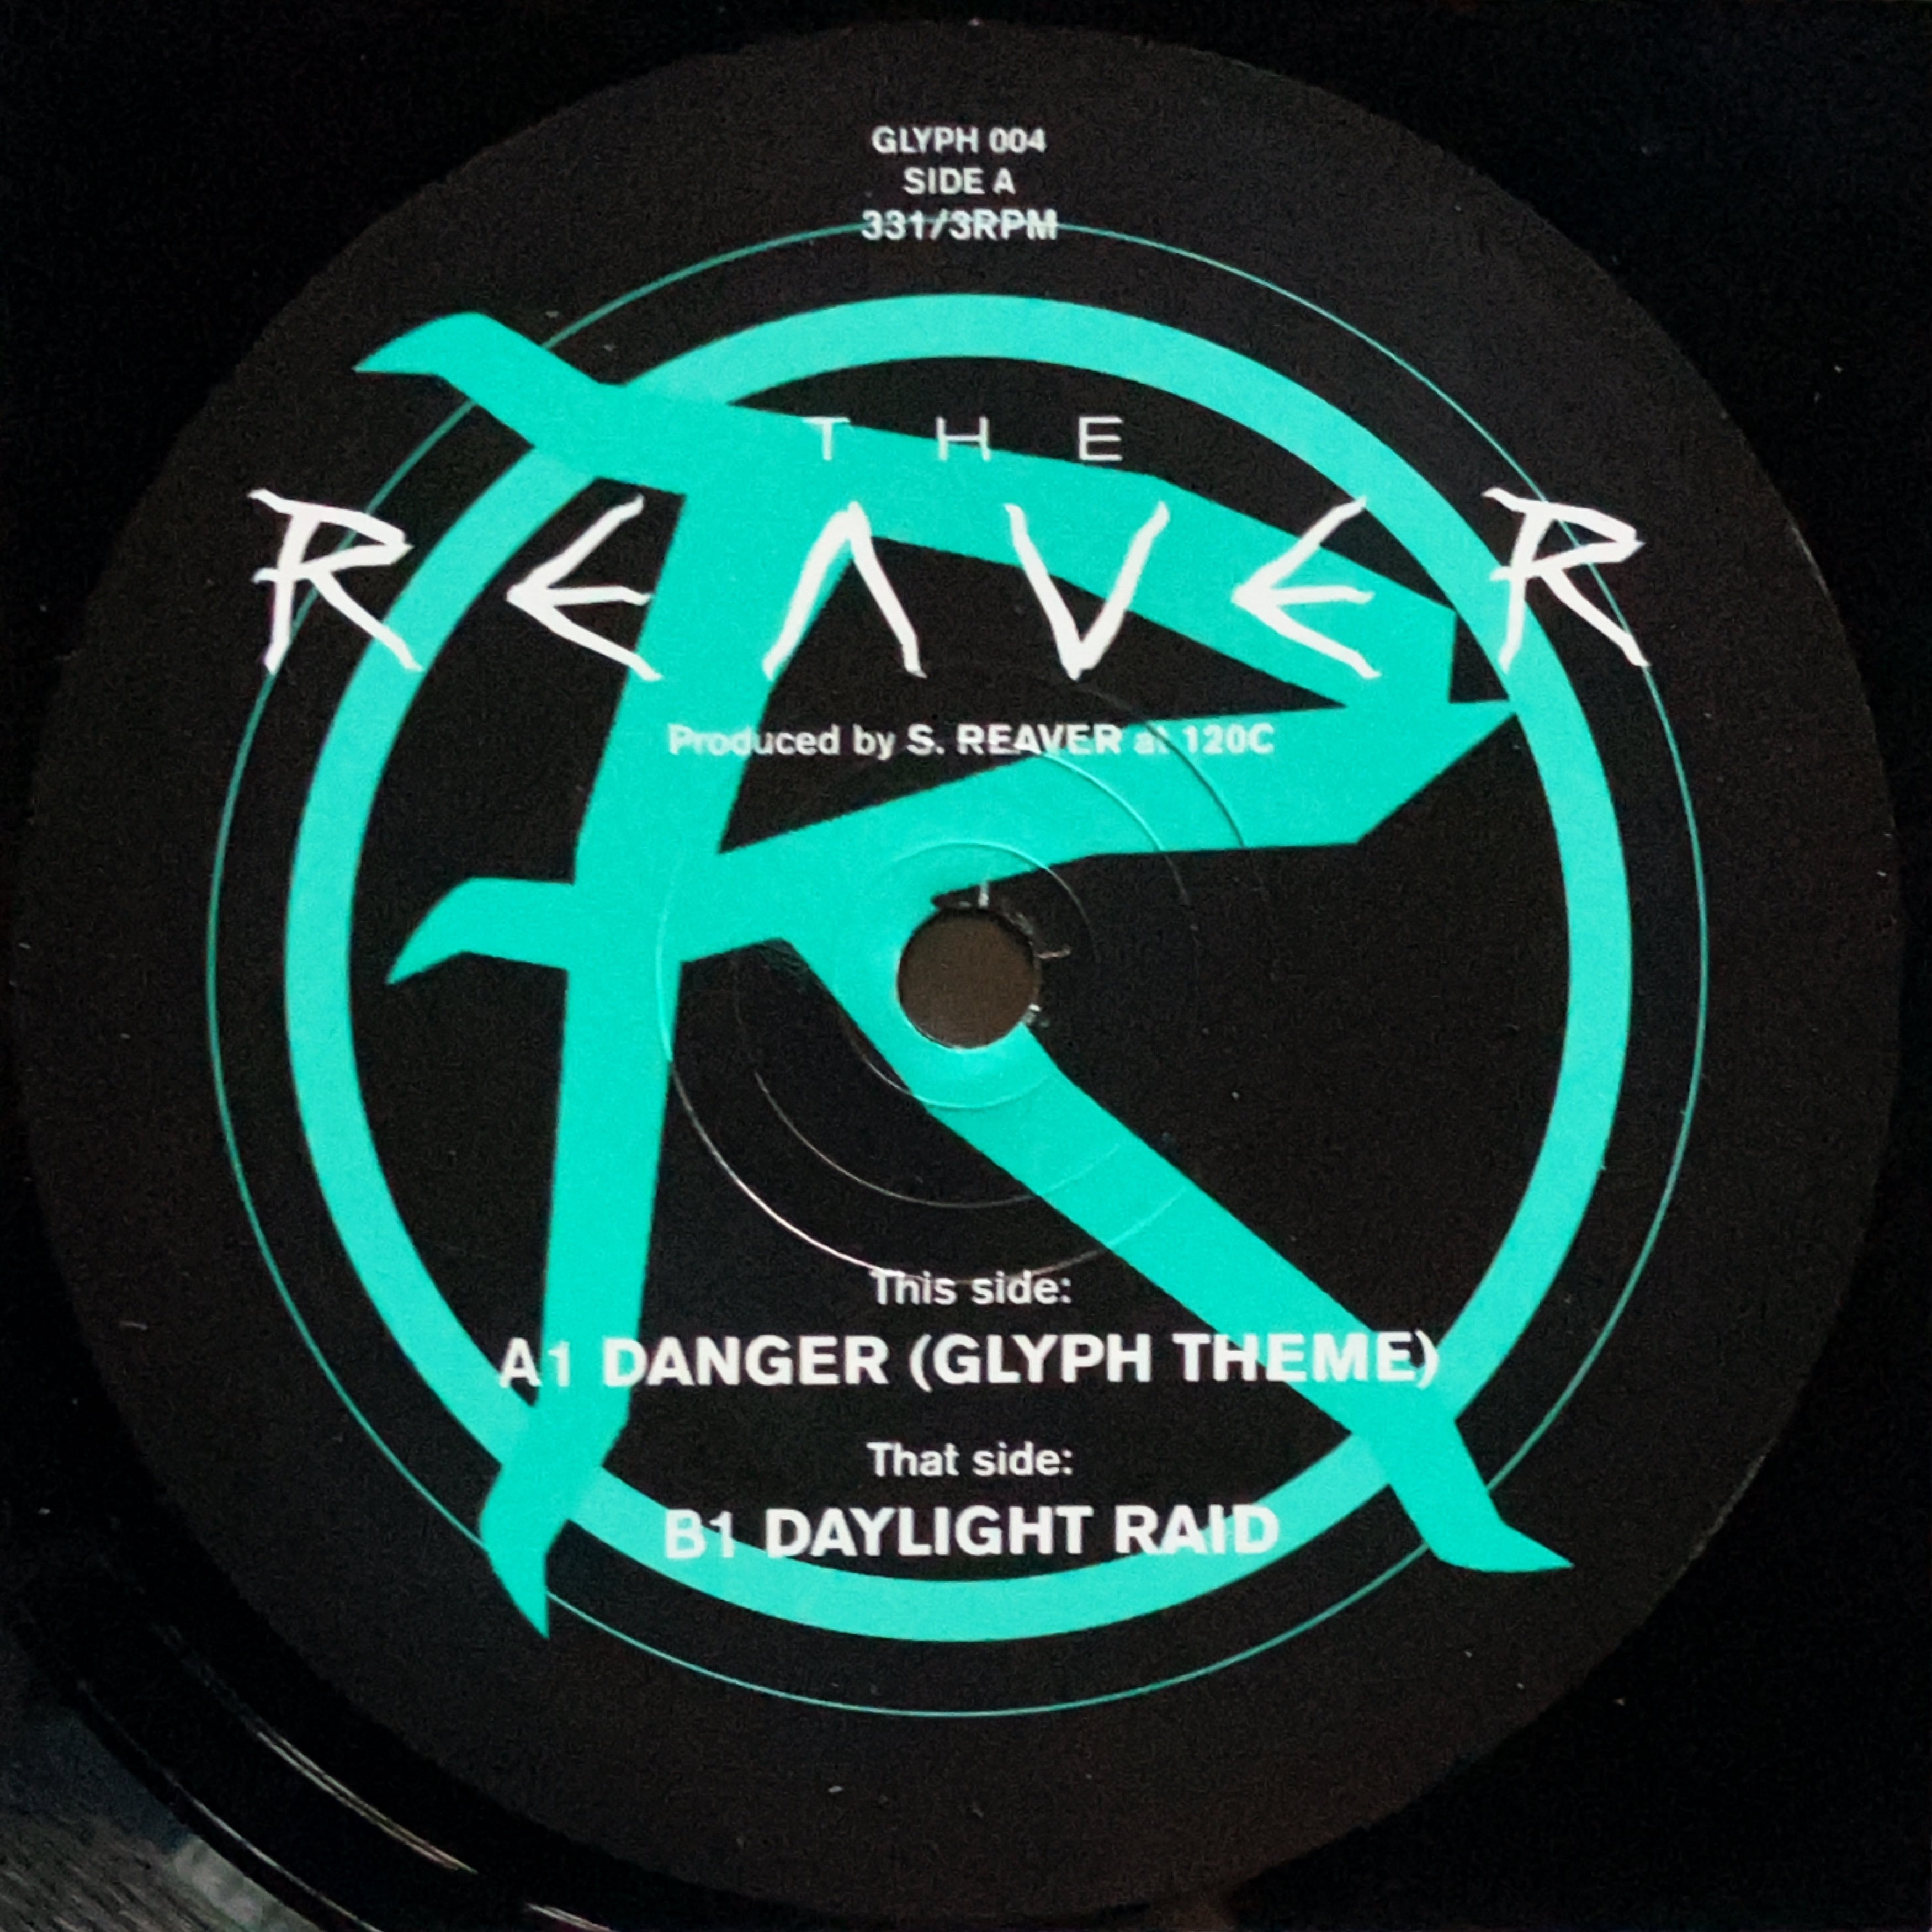 GLYPH 004
SIDE A
331/3RPM
THE
REAVER
Produced by S. REAVER at 120C
This side:
A1 DANGER (GLYPH THEME)
That side:
B1 DAYLIGHT RAID